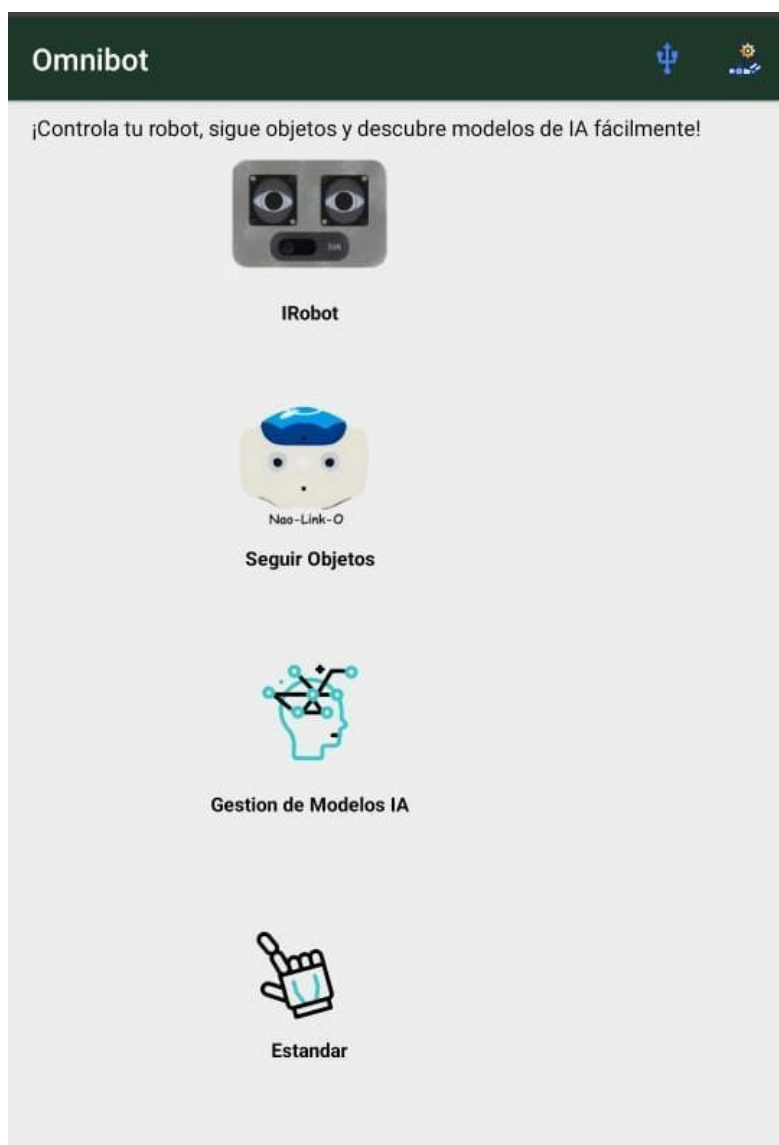 Omnibot
¡Controla tu robot, sigue objetos y descubre modelos de IA fácilmente!
link
IRobot
Nao-Link-O
Seguir Objetos
Gestion de Modelos IA
Estandar